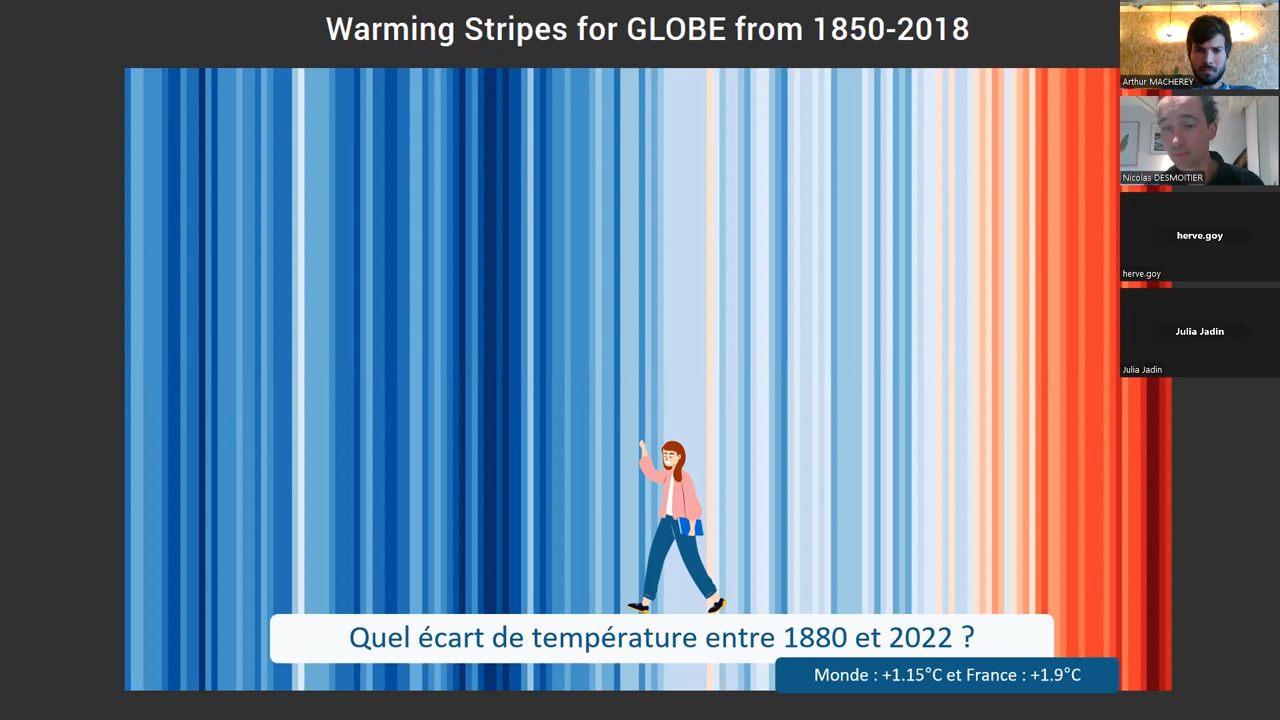 Warming Stripes for GLOBE from 1850-2018
Arthur MACHEREY
Nicolas DESMOITIER
herve.goy
herve.goy
Julia Jadin
Julia Jadin
Quel écart de température entre 1880 et 2022 ?
Monde : +1.15°C et France : +1.9°C